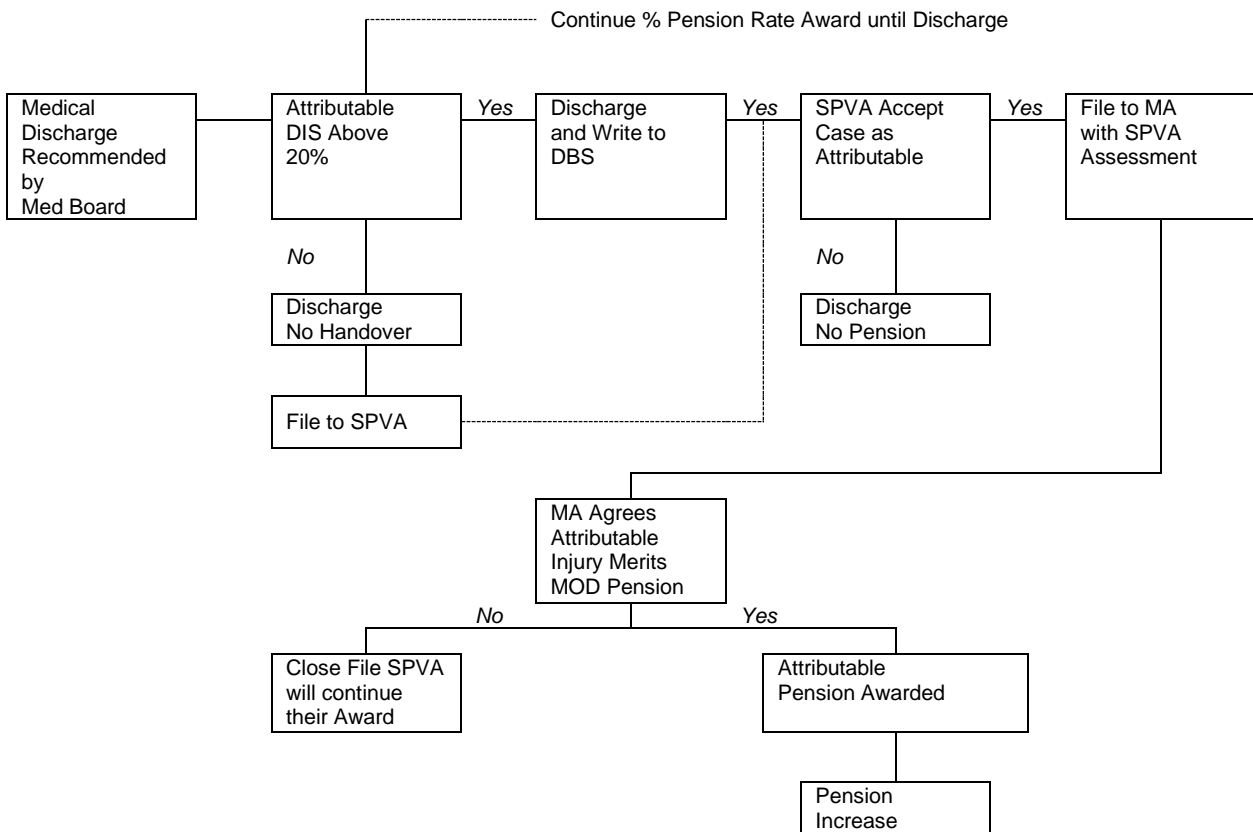 Continue % Pension Rate Award until Discharge
Medical
Discharge
Recommended
by
Med Board
Attributable
DIS Above
20%
Yes
Discharge
and Write to
DBS
Yes
SPVA Accept
Case as
Attributable
Yes
File to MA
with SPVA
Assessment
No
Discharge
No Handover
File to SPVA
No
Discharge
No Pension
MA Agrees
Attributable
Injury Merits
MOD Pension
No
Yes
Close File SPVA
will continue
their Award
Attributable
Pension Awarded
Pension
Increase